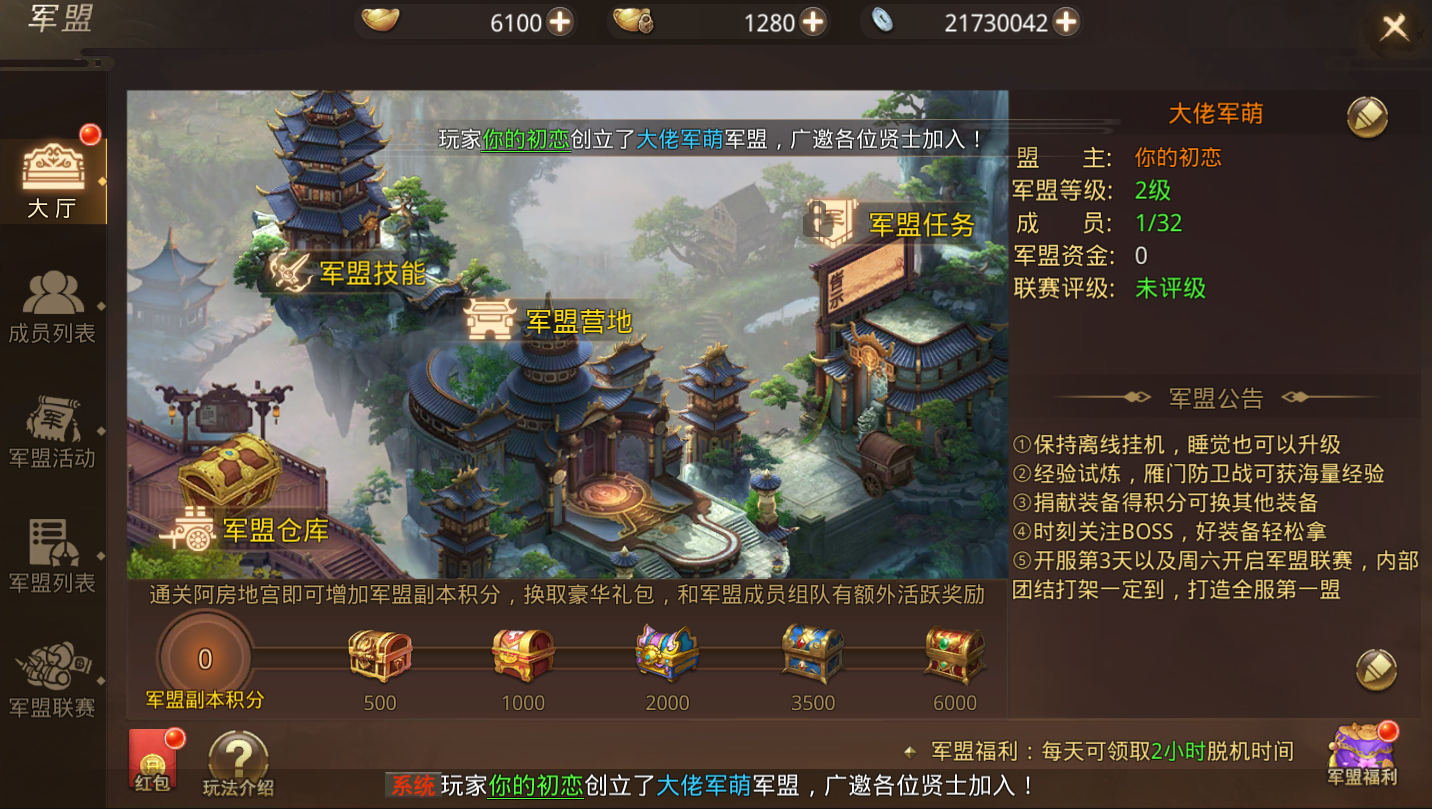 军盟
6100
1280
21730042
大厅
成员列表
军盟活动
军盟列表
军盟联赛
玩家你的初恋创立了大佬军萌军盟，广邀各位贤士加入！
军盟任务
军盟技能
告示
军盟营地
军盟仓库
通关阿房地宫即可增加军盟副本积分，换取豪华礼包，和军盟成员组队有额外活跃奖励
0
军盟副本积分
500
1000
2000
3500
6000
大佬军萌
盟 主: 你的初恋
军盟等级: 2级
成 员: 1/32
军盟资金: 0
联赛评级: 未评级
军盟公告
①保持离线挂机，睡觉也可以升级
②经验试炼，雁门防卫战可获海量经验
③捐献装备得积分可换其他装备
④时刻关注BOSS，好装备轻松拿
⑤开服第3天以及周六开启军盟联赛，内部
团结打架一定到，打造全服第一盟
红包
?
玩法介绍
军盟福利：每天可领取2小时脱机时间
军盟福利
系统玩家你的初恋创立了大佬军萌军盟，广邀各位贤士加入！